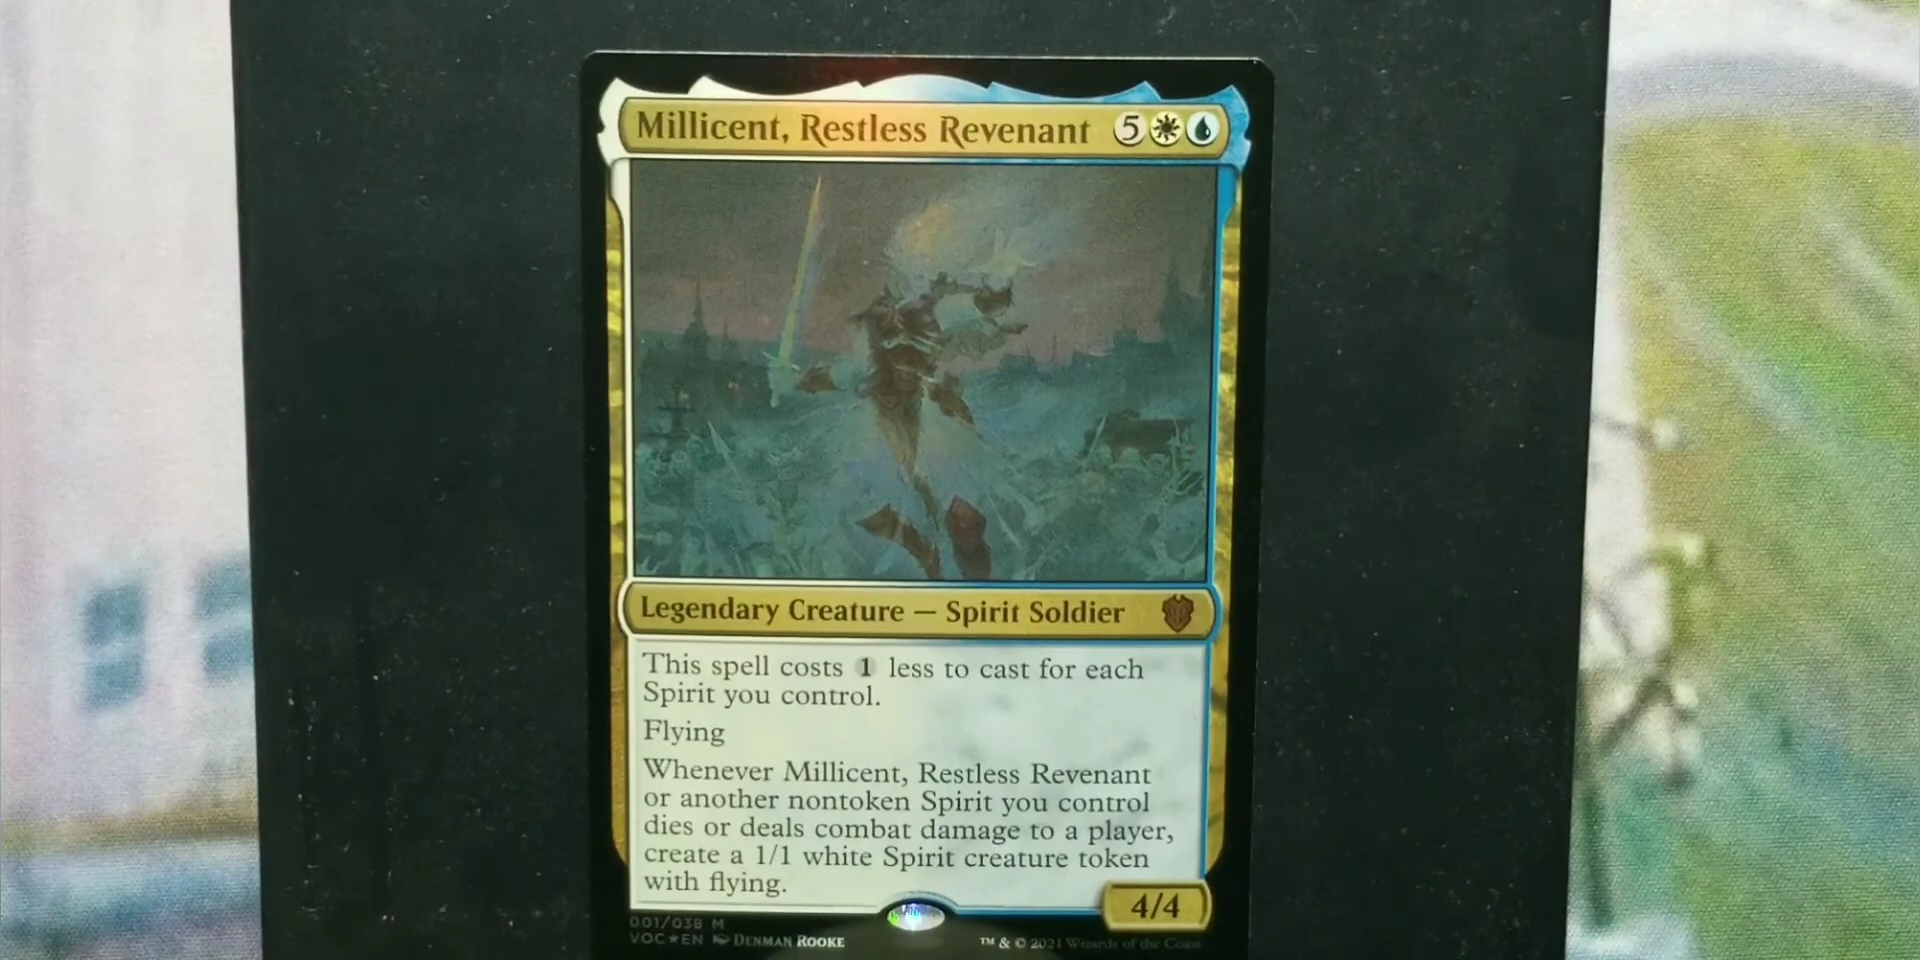 Millicent, Restless Revenant 5
Legendary Creature — Spirit Soldier
This spell costs 1 less to cast for each
Spirit you control.
Flying
Whenever Millicent, Restless Revenant
or another nontoken Spirit you control
dies or deals combat damage to a player,
create a 1/1 white Spirit creature token
with flying.
4/4
001/038 M
VOC★EN DENMAN ROOKE
™ & © 2021 Wizards of the Coast